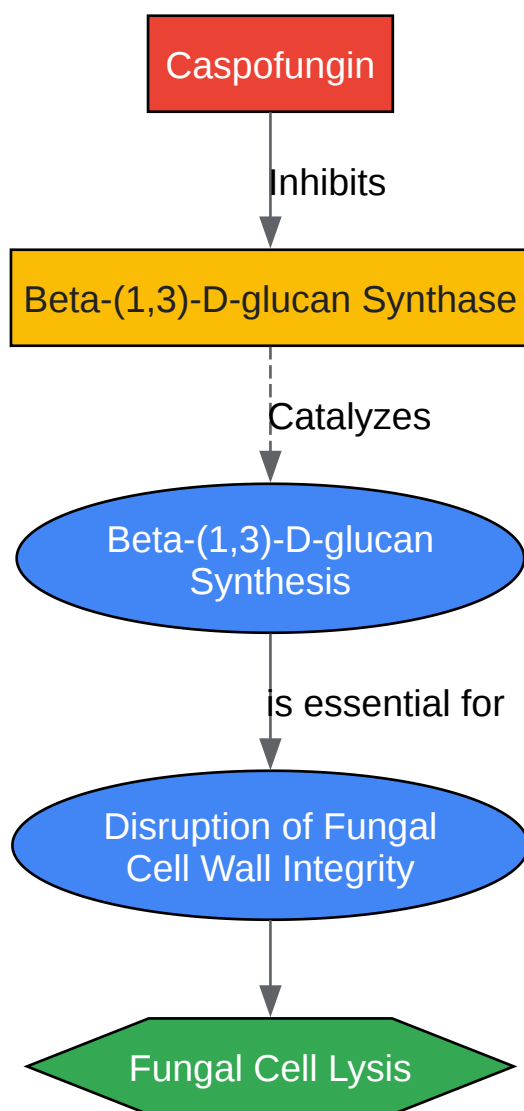 Caspofungin
Inhibits
Beta-(1,3)-D-glucan Synthase
Catalyzes
Beta-(1,3)-D-glucan
Synthesis
is essential for
Disruption of Fungal
Cell Wall Integrity
Fungal Cell Lysis